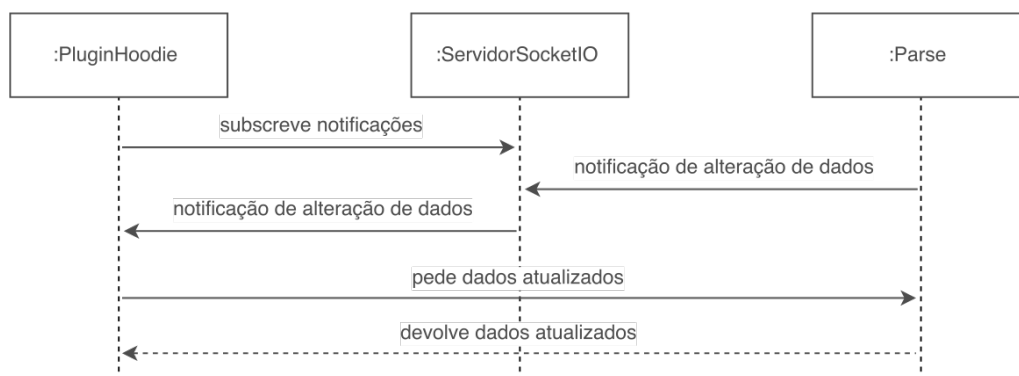 :PluginHoodie
:ServidorSocketIO
:Parse
subscreve notificações
notificação de alteração de dados
notificação de alteração de dados
pede dados atualizados
devolve dados atualizados